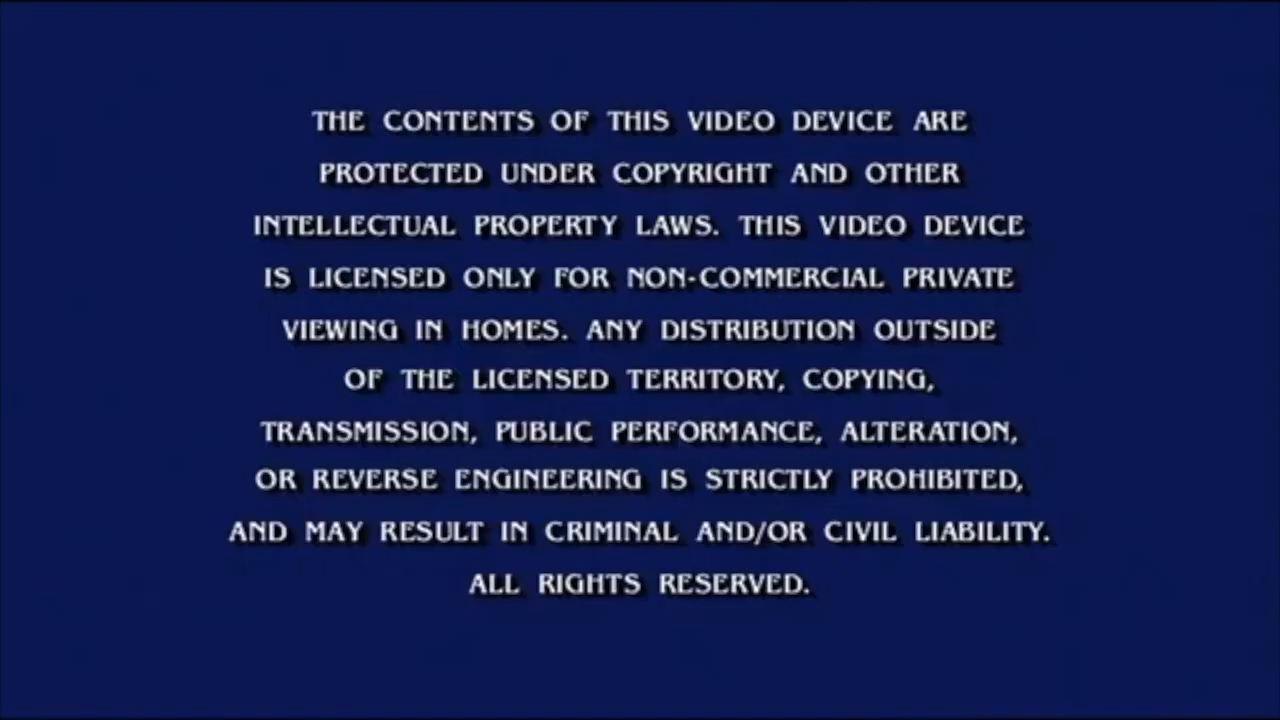 THE CONTENTS OF THIS VIDEO DEVICE ARE
PROTECTED UNDER COPYRIGHT AND OTHER
INTELLECTUAL PROPERTY LAWS. THIS VIDEO DEVICE
IS LICENSED ONLY FOR NON-COMMERCIAL PRIVATE
VIEWING IN HOMES. ANY DISTRIBUTION OUTSIDE
OF THE LICENSED TERRITORY, COPYING,
TRANSMISSION, PUBLIC PERFORMANCE, ALTERATION,
OR REVERSE ENGINEERING IS STRICTLY PROHIBITED,
AND MAY RESULT IN CRIMINAL AND/OR CIVIL LIABILITY.
ALL RIGHTS RESERVED.